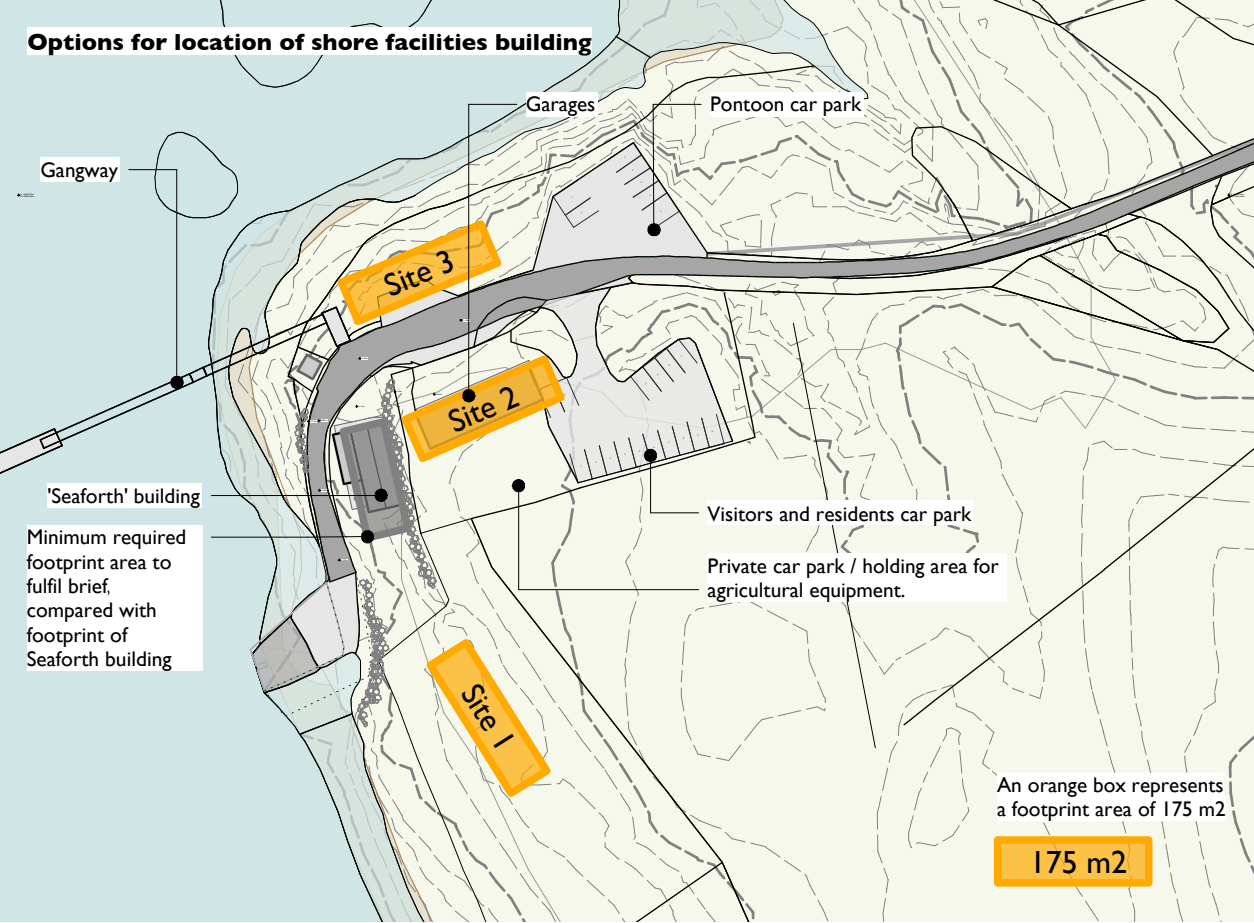 Options for location of shore facilities building
Garages
Pontoon car park
Gangway
Site 3
Site 2
'Seaforth' building
Minimum required
footprint area to
fulfil brief,
compared with
footprint of
Seaforth building
Visitors and residents car park
Private car park / holding area for
agricultural equipment.
Site 1
An orange box represents
a footprint area of 175 m2
175 m2